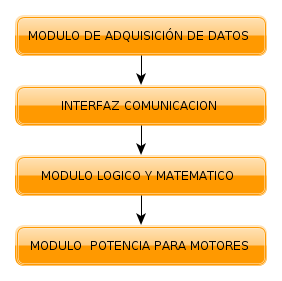 MODULO DE ADQUISICIÓN DE DATOS
INTERFAZ COMUNICACION
MODULO LOGICO Y MATEMATICO
MODULO POTENCIA PARA MOTORES